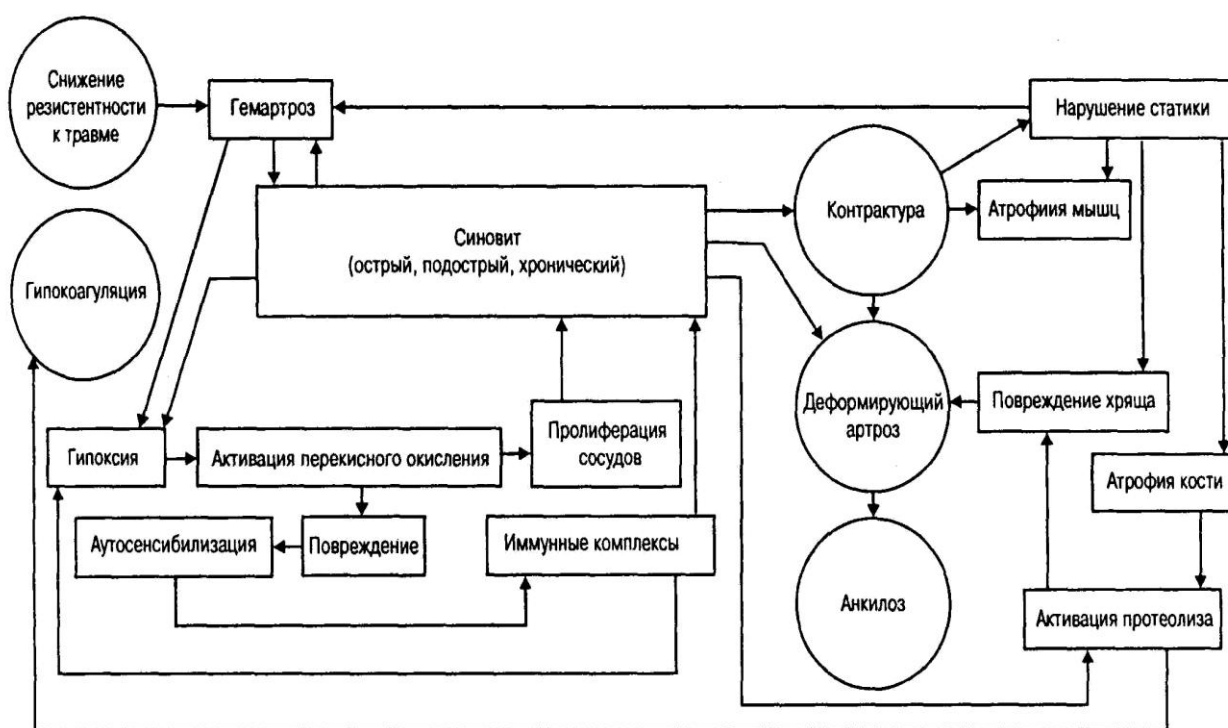 Снижение
резистентности
к травме
Гемартроз
Нарушение статики
Контрактура
Атрофиия мышц
Синовит
(острый, подострый, хронический)
Гипокоагуляция
Деформирующий
артроз
Повреждение хряща
Пролиферация
сосудов
Гипоксия
Активация перекисного окисления
Атрофия кости
Аутосенсибилизация
Повреждение
Иммунные комплексы
Анкилоз
Активация протеолиза